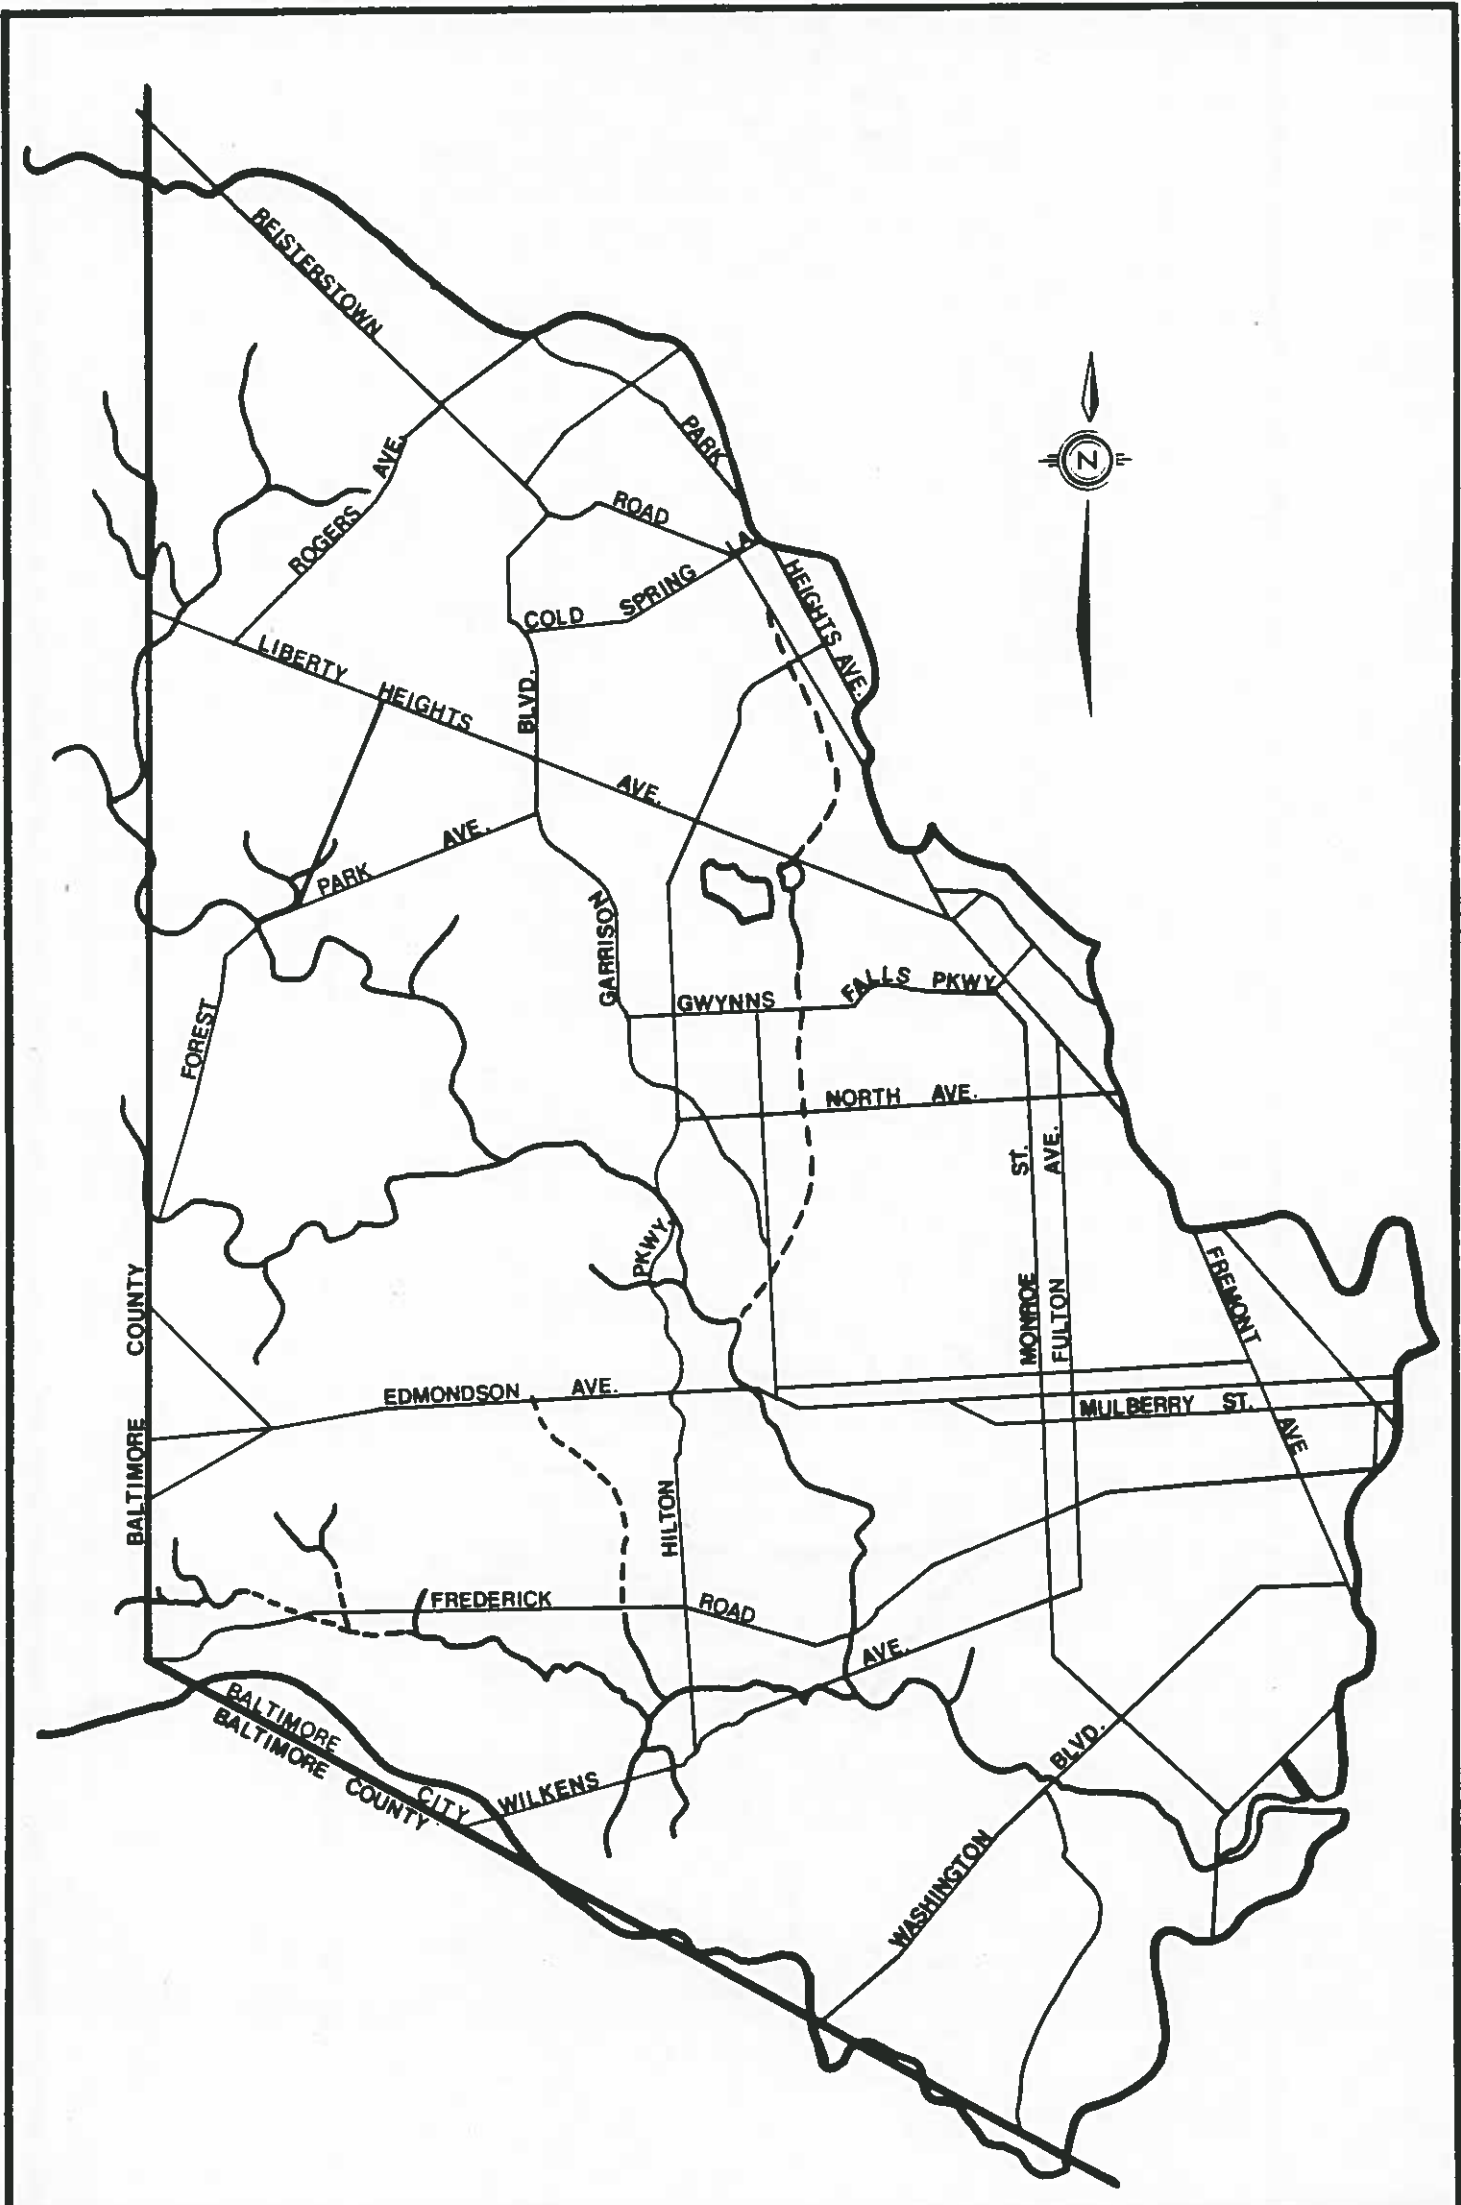 REISTERSTOWN
ROAD
PARK
HEIGHTS AVE.
ROGERS AVE.
COLD SPRING LA.
LIBERTY HEIGHTS AVE.
N
GARRISON BLVD.
FOREST PARK AVE.
GWYNNS FALLS PKWY.
NORTH AVE.
MONROE ST.
FULTON AVE.
FREMONT AVE
HILTON PKWY.
EDMONDSON AVE.
MULBERRY ST.
BALTIMORE COUNTY
FREDERICK ROAD
WILKENS AVE.
BALTIMORE CITY
BALTIMORE COUNTY
WASHINGTON BLVD.